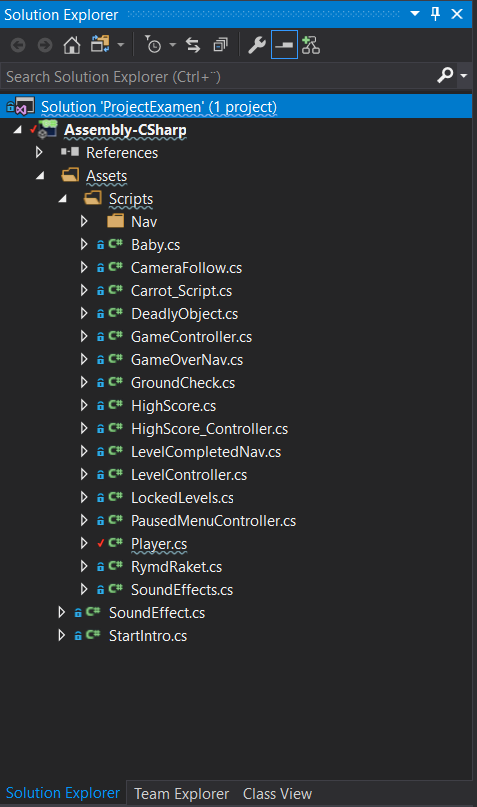 Solution Explorer
Search Solution Explorer (Ctrl+¨)
Solution 'ProjectExamen' (1 project)
Assembly-CSharp
References
Assets
Scripts
Nav
C# Baby.cs
C# CameraFollow.cs
C# Carrot_Script.cs
C# DeadlyObject.cs
C# GameController.cs
C# GameOverNav.cs
C# GroundCheck.cs
C# HighScore.cs
C# HighScore_Controller.cs
C# LevelCompletedNav.cs
C# LevelController.cs
C# LockedLevels.cs
C# PausedMenuController.cs
C# Player.cs
C# RymdRaket.cs
C# SoundEffects.cs
C# SoundEffect.cs
C# StartIntro.cs
Solution Explorer Team Explorer Class View